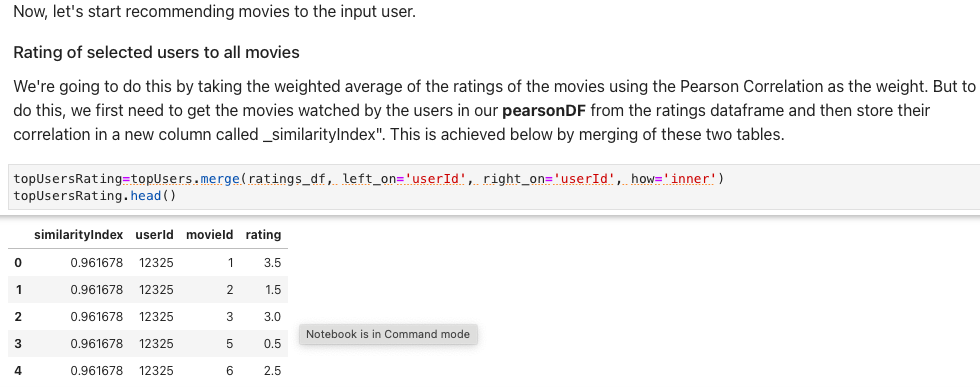 Now, let's start recommending movies to the input user.
Rating of selected users to all movies
We're going to do this by taking the weighted average of the ratings of the movies using the Pearson Correlation as the weight. But to
do this, we first need to get the movies watched by the users in our pearsonDF from the ratings dataframe and then store their
correlation in a new column called _similarityIndex". This is achieved below by merging of these two tables.
topUsersRating=topUsers.merge(ratings_df, left_on='userId', right_on='userId', how='inner')
topUsersRating.head()
similarityIndex userId movieId rating
0 0.961678 12325 1 3.5
1 0.961678 12325 2 1.5
2 0.961678 12325 3 3.0
Notebook is in Command mode
3 0.961678 12325 5 0.5
4 0.961678 12325 6 2.5